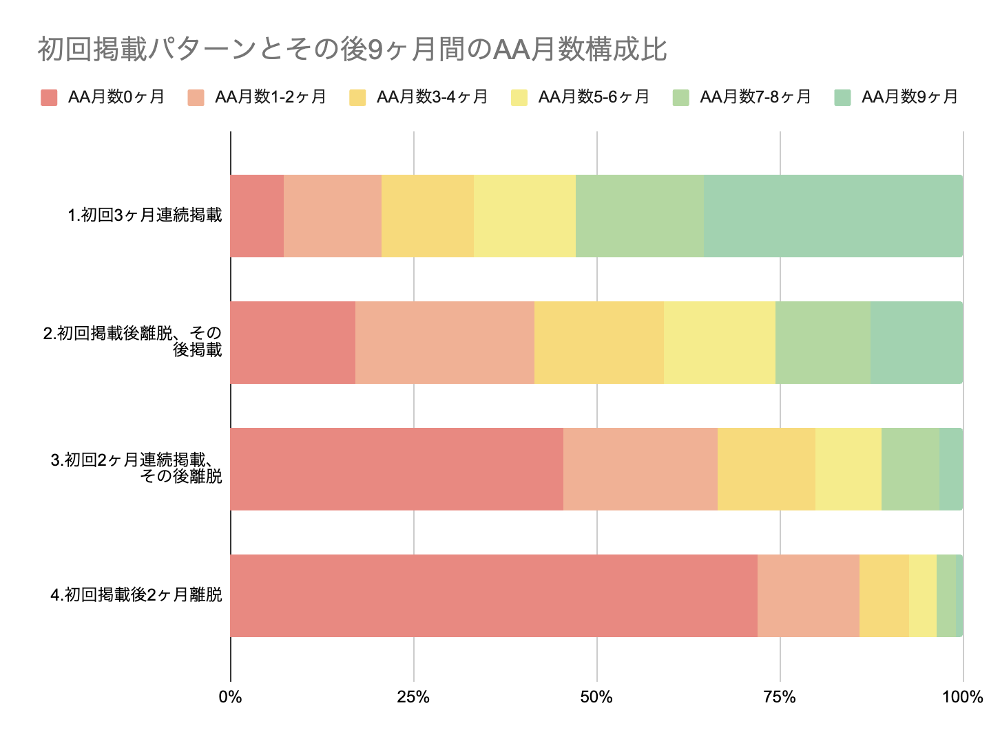 初回掲載パターンとその後9ヶ月間のAA月数構成比
AA月数0ヶ月
AA月数1-2ヶ月
AA月数3-4ヶ月
AA月数5-6ヶ月
AA月数7-8ヶ月
AA月数9ヶ月
1.初回3ヶ月連続掲載
2.初回掲載後離脱、その
後掲載
3.初回2ヶ月連続掲載、
その後離脱
4.初回掲載後2ヶ月離脱
0%
25%
50%
75%
100%